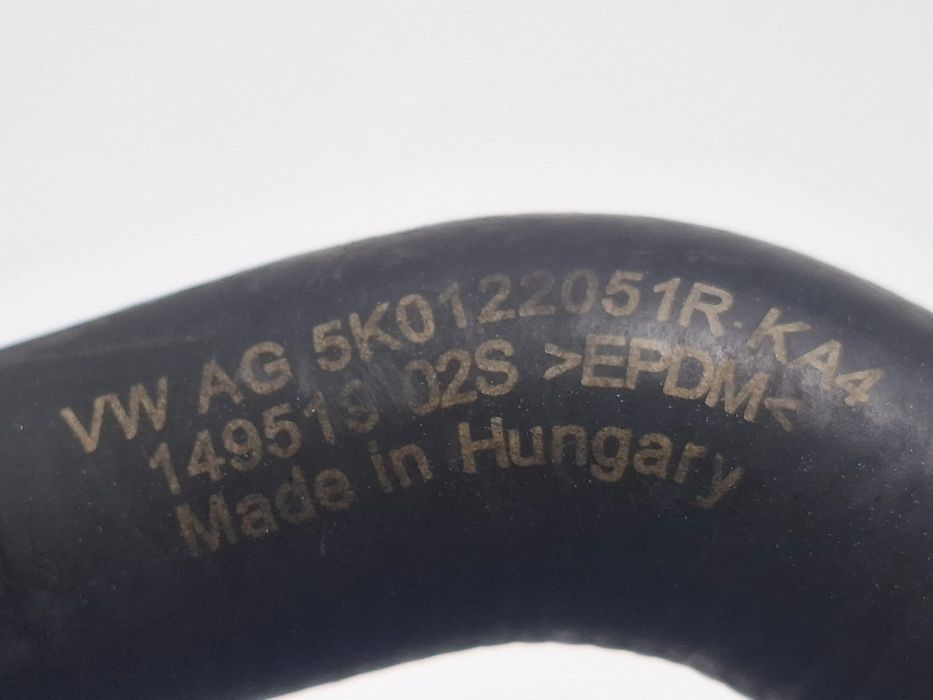 VW AG 5K0122051R.KA4
149519 02S >EPDM<
Made in Hungary